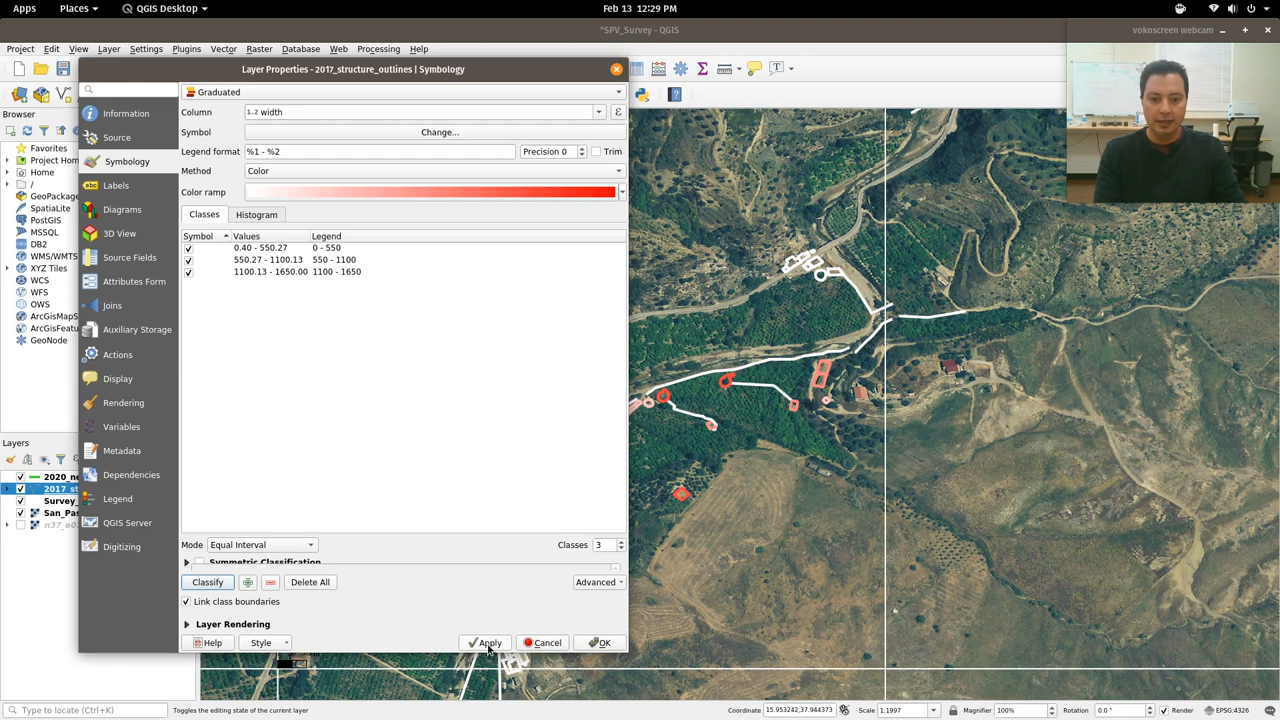 Apps Places QGIS Desktop Feb 13 12:29 PM
*SPV_Survey - QGIS
vokoscreen webcam
Project Edit View Layer Settings Plugins Vector Raster Database Web Processing Help
Layer Properties - 2017_structure_outlines | Symbology
Browser
Favorites
Project Hom
Home
/
GeoPackage
SpatiaLite
PostGIS
MSSQL
DB2
WMS/WMTS
XYZ Tiles
WCS
WFS
OWS
ArcGisMapS
ArcGisFeatu
GeoNode
Layers
2020_ne
2017_st
Survey_
San_Pas
Information
Source
Symbology
Labels
Diagrams
3D View
Source Fields
Attributes Form
Joins
Auxiliary Storage
Actions
Display
Rendering
Variables
Metadata
Dependencies
Legend
QGIS Server
Digitizing
Graduated
Column 1.2 width ε
Symbol Change...
Legend format %1 - %2 Precision 0 Trim
Method Color
Color ramp
Classes Histogram
Symbol Values Legend
0.40 - 550.27 0 - 550
550.27 - 1100.13 550 - 1100
1100.13 - 1650.00 1100 - 1650
Mode Equal Interval Classes 3
Symmetric Classification
Classify Delete All Advanced
Link class boundaries
Layer Rendering
Help Style Apply Cancel OK
Type to locate (Ctrl+K) Toggles the editing state of the current layer Coordinate 15.953242,37.944373 Scale 1:1997 Magnifier 100% Rotation 0.0 ° Render EPSG:4326